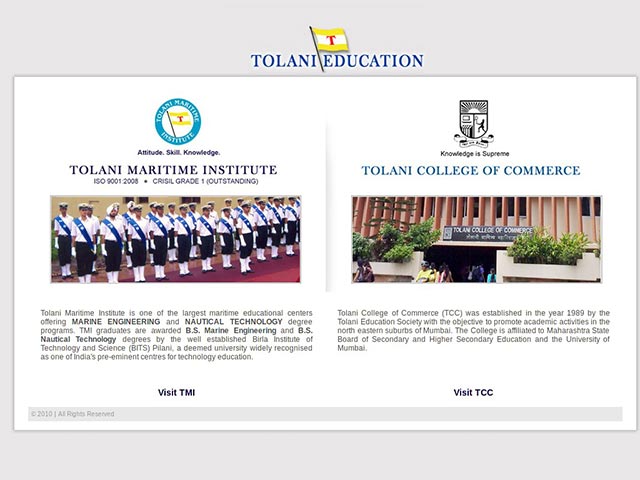 T
TOLANI EDUCATION
TOLANI MARITIME
T
INSTITUTE
Attitude. Skill. Knowledge.
TOLANI MARITIME INSTITUTE
ISO 9001:2008 ● CRISIL GRADE 1 (OUTSTANDING)
Tolani Maritime Institute is one of the largest maritime educational centers
offering MARINE ENGINEERING and NAUTICAL TECHNOLOGY degree
programs. TMI graduates are awarded B.S. Marine Engineering and B.S.
Nautical Technology degrees by the well established Birla Institute of
Technology and Science (BITS) Pilani, a deemed university widely recognised
as one of India's pre-eminent centres for technology education.
Visit TMI
Knowledge is Supreme
TOLANI COLLEGE OF COMMERCE
TOLANI COLLEGE OF COMMERCE
Tolani College of Commerce (TCC) was established in the year 1989 by the
Tolani Education Society with the objective to promote academic activities in the
north eastern suburbs of Mumbai. The College is affiliated to Maharashtra State
Board of Secondary and Higher Secondary Education and the University of
Mumbai.
Visit TCC
© 2010 | All Rights Reserved